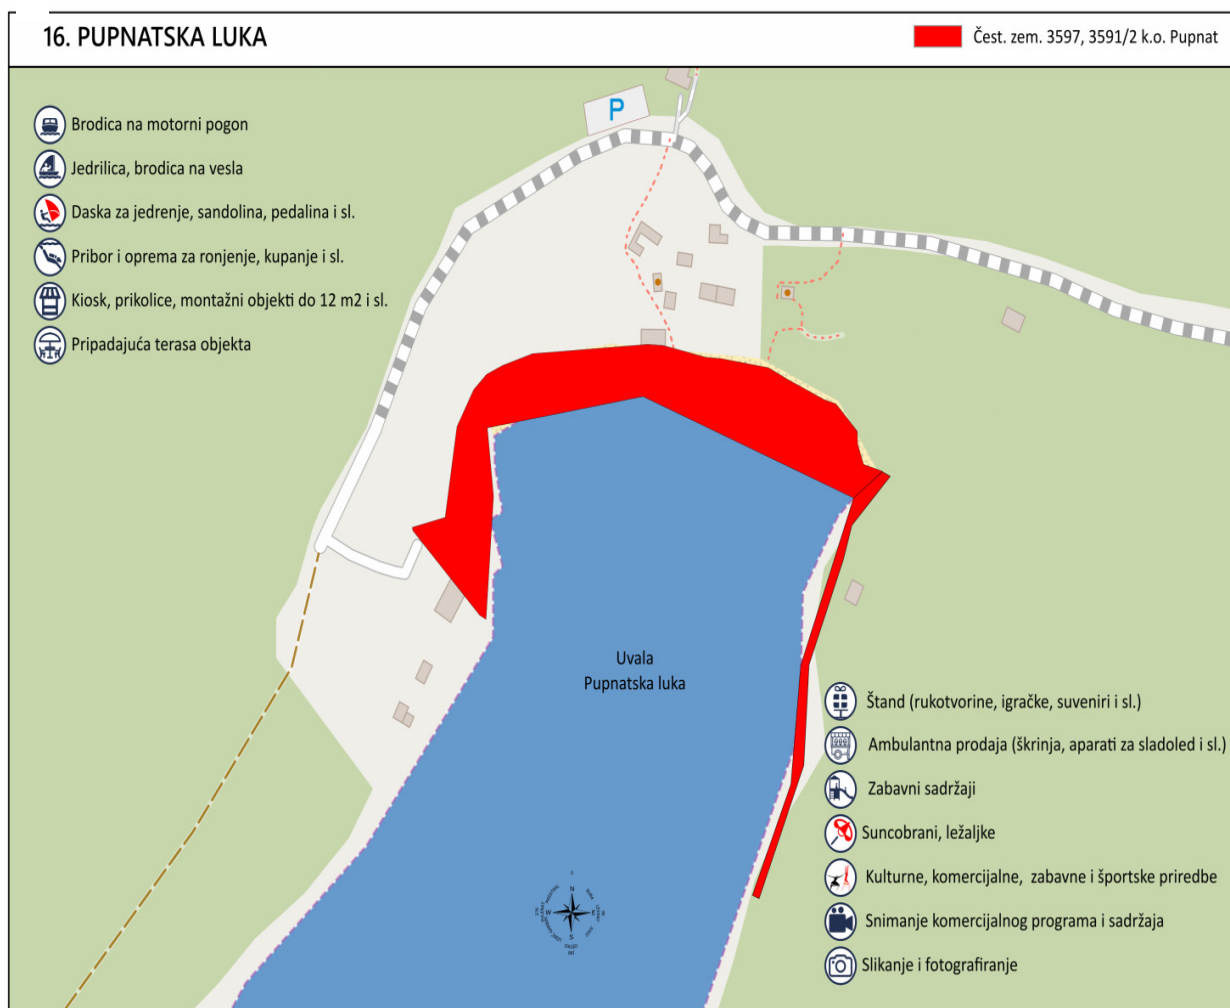 16. PUPNATSKA LUKA
Čest. zem. 3597, 3591/2 k.o. Pupnat
P
Brodica na motorni pogon
Jedrilica, brodica na vesla
Daska za jedrenje, sandolina, pedalina i sl.
Pribor i oprema za ronjenje, kupanje i sl.
Kiosk, prikolice, montažni objekti do 12 m2 i sl.
Pripadajuća terasa objekta
Uvala
Pupnatska luka
Štand (rukotvorine, igračke, suveniri i sl.)
Ambulantna prodaja (škrinja, aparati za sladoled i sl.)
Zabavni sadržaji
Suncobrani, ležaljke
Kulturne, komercijalne, zabavne i športske priredbe
Snimanje komercijalnog programa i sadržaja
Slikanje i fotografiranje
N
W
E
S